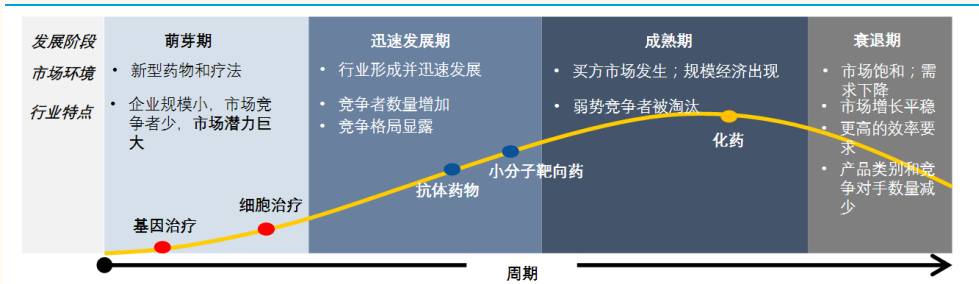 发展阶段
萌芽期
迅速发展期
成熟期
衰退期
市场环境
• 新型药物和疗法
• 行业形成并迅速发展
• 买方市场发生；规模经济出现
• 市场饱和；需
求下降
行业特点
• 企业规模小，市场竞
争者少，市场潜力巨
大
• 竞争者数量增加
• 竞争格局显露
• 弱势竞争者被淘汰
• 市场增长平稳
• 更高的效率要
求
• 产品类别和竞
争对手数量减
少
基因治疗
细胞治疗
抗体药物
小分子靶向药
化药
周期